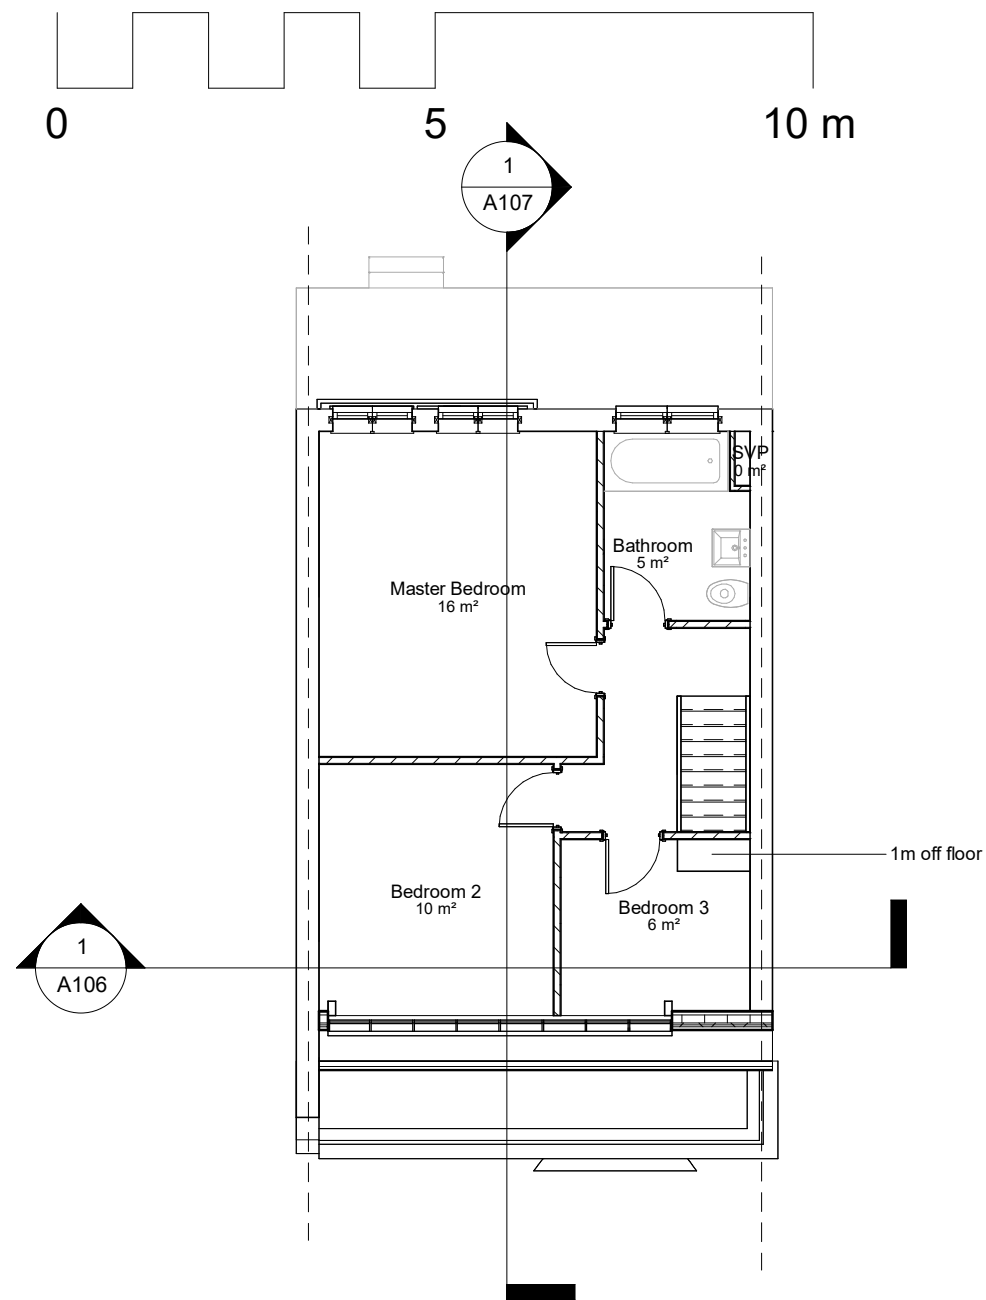 0
5
10 m
1
A107
SVP
0 m²
Bathroom
5 m²
Master Bedroom
16 m²
1m off floor
Bedroom 2
10 m²
Bedroom 3
6 m²
1
A106